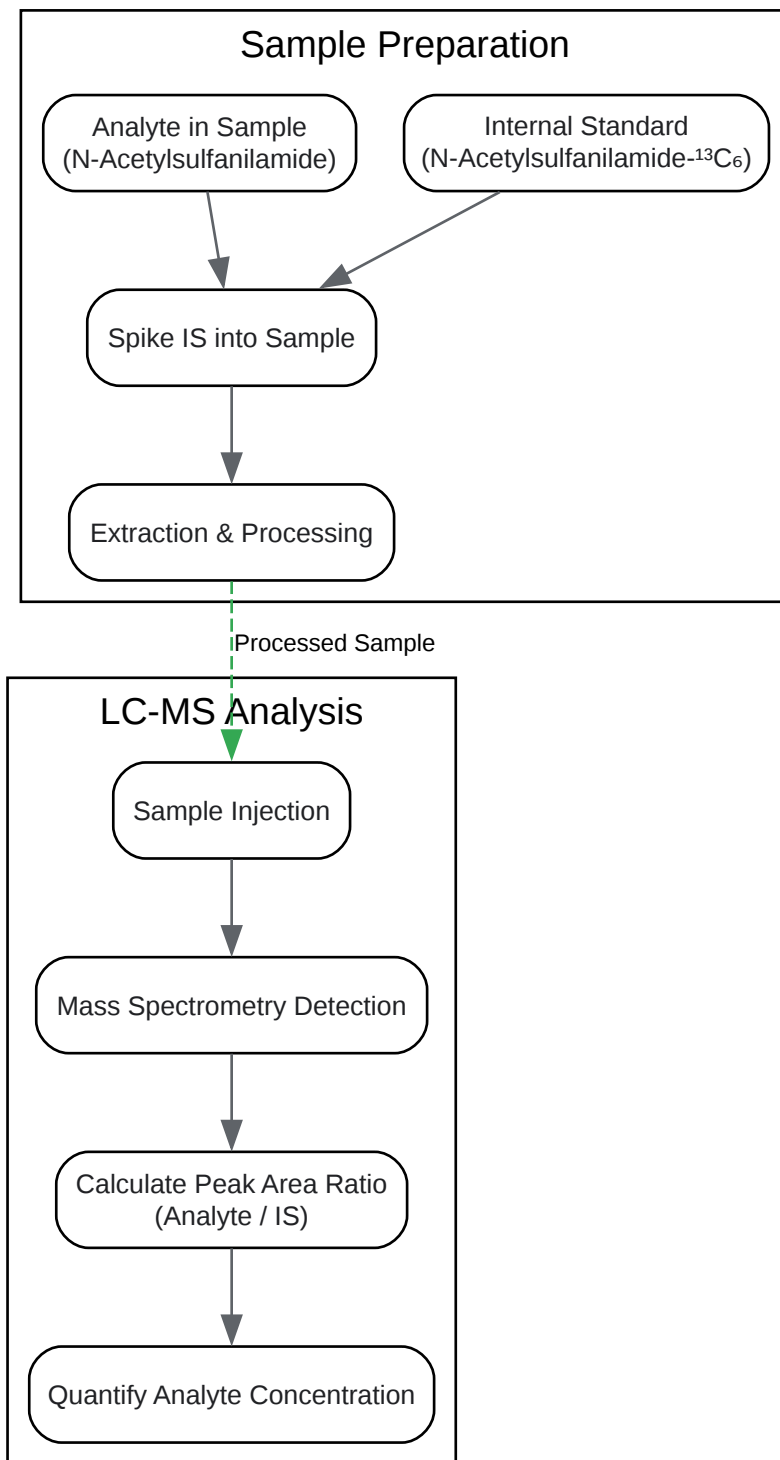 Sample Preparation
Analyte in Sample
(N-Acetylsulfanilamide)
Internal Standard
(N-Acetylsulfanilamide-¹³C₆)
Spike IS into Sample
Extraction & Processing
Processed Sample
LC-MS Analysis
Sample Injection
Mass Spectrometry Detection
Calculate Peak Area Ratio
(Analyte / IS)
Quantify Analyte Concentration